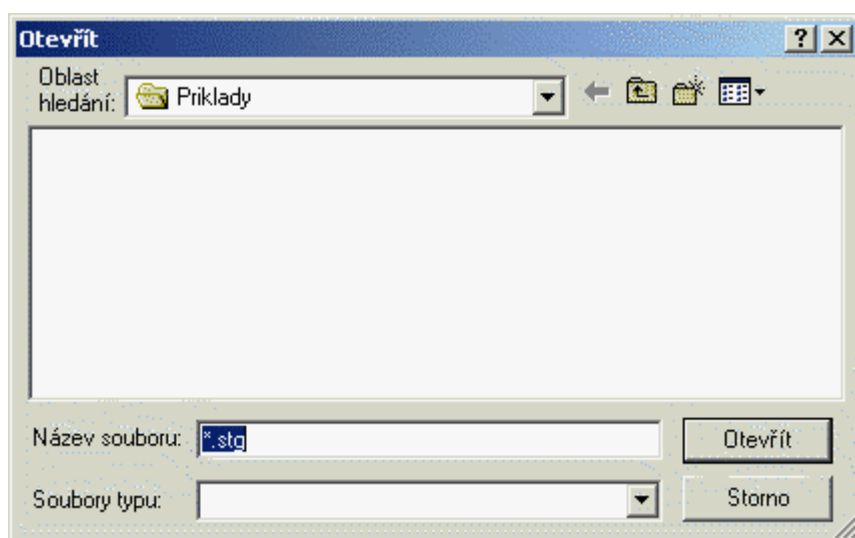 Otevřít
Oblast
hledání: Priklady
Název souboru: *.stg Otevřít
Soubory typu: Storno